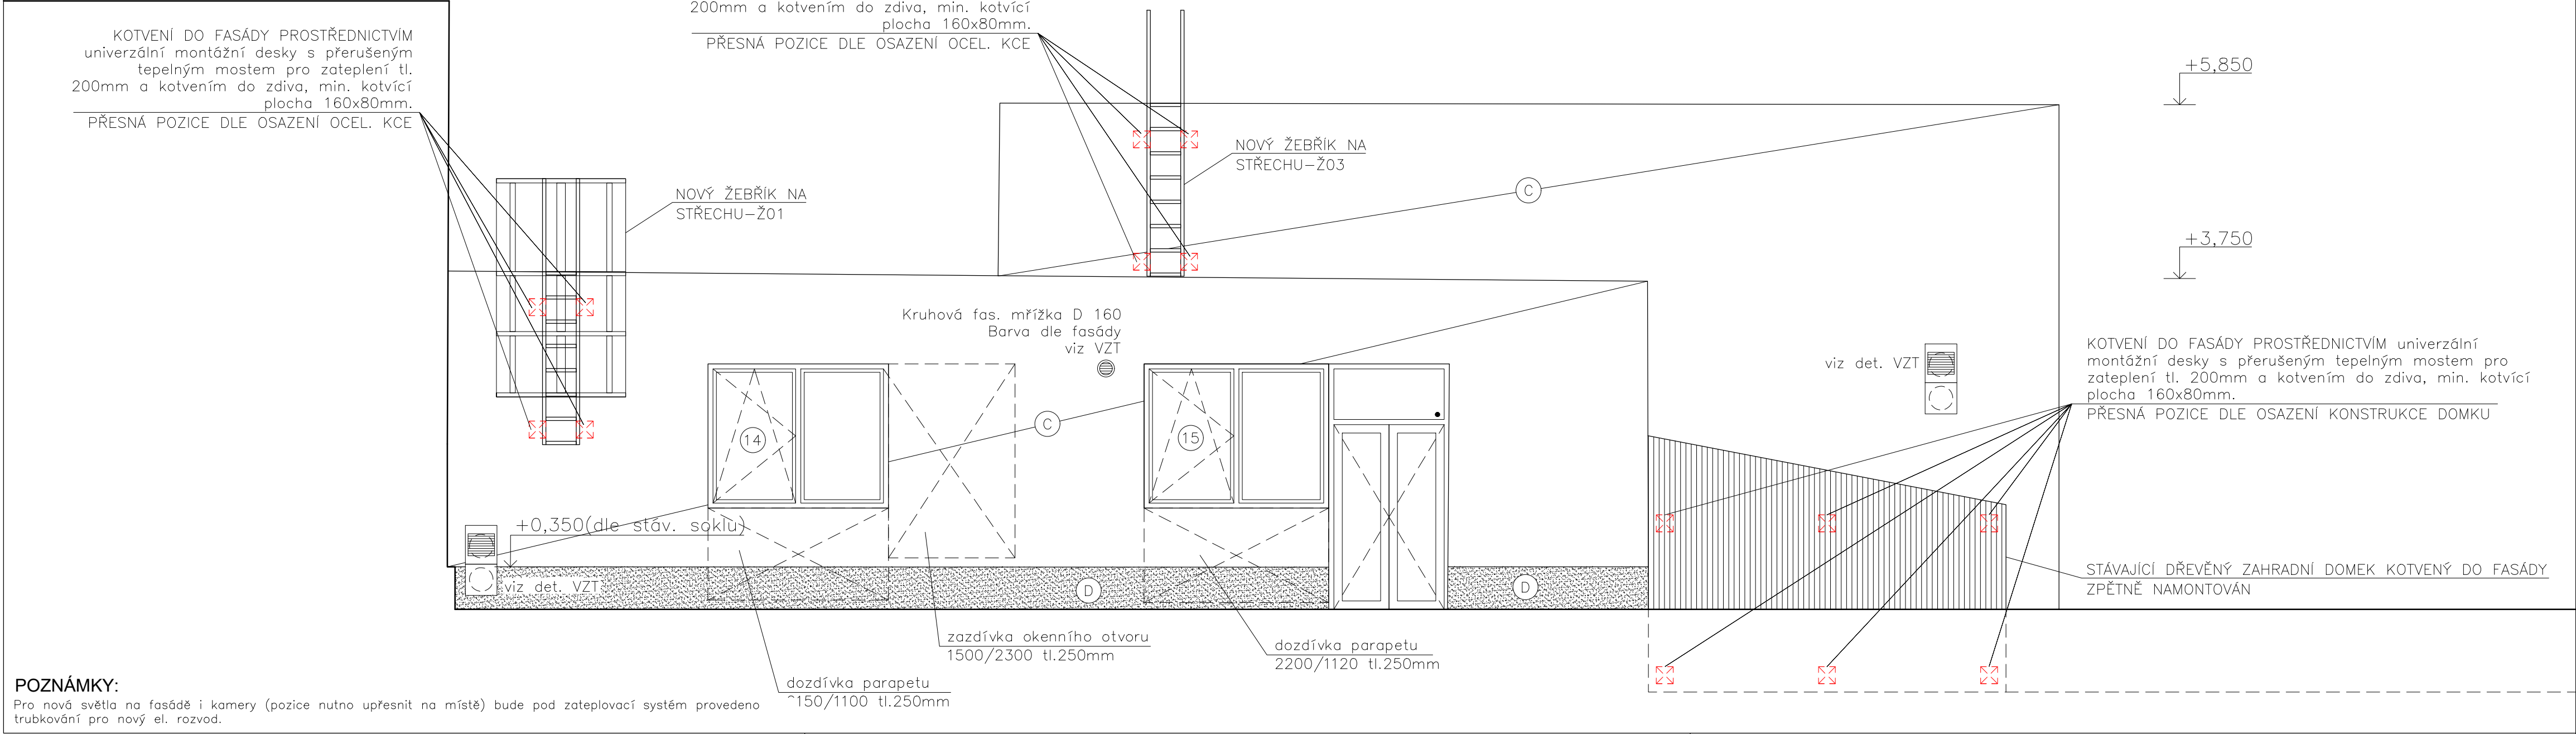 200mm a kotvením do zdiva, min. kotvící
plocha 160x80mm.
PŘESNÁ POZICE DLE OSAZENÍ OCEL. KCE
KOTVENÍ DO FASÁDY PROSTŘEDNICTVÍM
univerzální montážní desky s přerušeným
tepelným mostem pro zateplení tl.
200mm a kotvením do zdiva, min. kotvící
plocha 160x80mm.
PŘESNÁ POZICE DLE OSAZENÍ OCEL. KCE
+5,850
NOVÝ ŽEBŘÍK NA
STŘECHU-Ž03
C
NOVÝ ŽEBŘÍK NA
STŘECHU-Ž01
+3,750
Kruhová fas. mřížka D 160
Barva dle fasády
viz VZT
viz det. VZT
KOTVENÍ DO FASÁDY PROSTŘEDNICTVÍM univerzální
montážní desky s přerušeným tepelným mostem pro
zateplení tl. 200mm a kotvením do zdiva, min. kotvící
plocha 160x80mm.
PŘESNÁ POZICE DLE OSAZENÍ KONSTRUKCE DOMKU
C
14
15
+0,350(dle stáv. soklu)
viz det. VZT
D
D
STÁVAJÍCÍ DŘEVĚNÝ ZAHRADNÍ DOMEK KOTVENÝ DO FASÁDY
ZPĚTNĚ NAMONTOVÁN
zazdívka okenního otvoru
1500/2300 tl.250mm
dozdívka parapetu
2200/1120 tl.250mm
dozdívka parapetu
tl.250mm
POZNÁMKY:
Pro nová světla na fasádě i kamery (pozice nutno upřesnit na místě) bude pod zateplovací systém provedeno
trubkování pro nový el. rozvod.